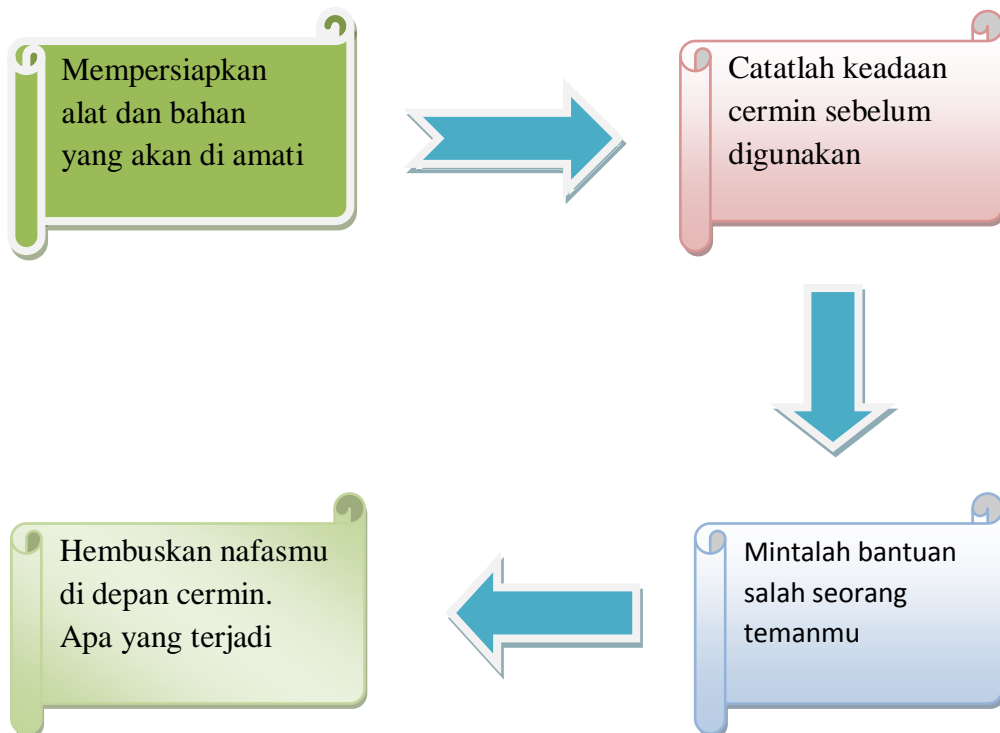 Mempersiapkan
alat dan bahan
yang akan di amati
Catatlah keadaan
cermin sebelum
digunakan
Mintalah bantuan
salah seorang
temanmu
Hembuskan nafasmu
di depan cermin.
Apa yang terjadi